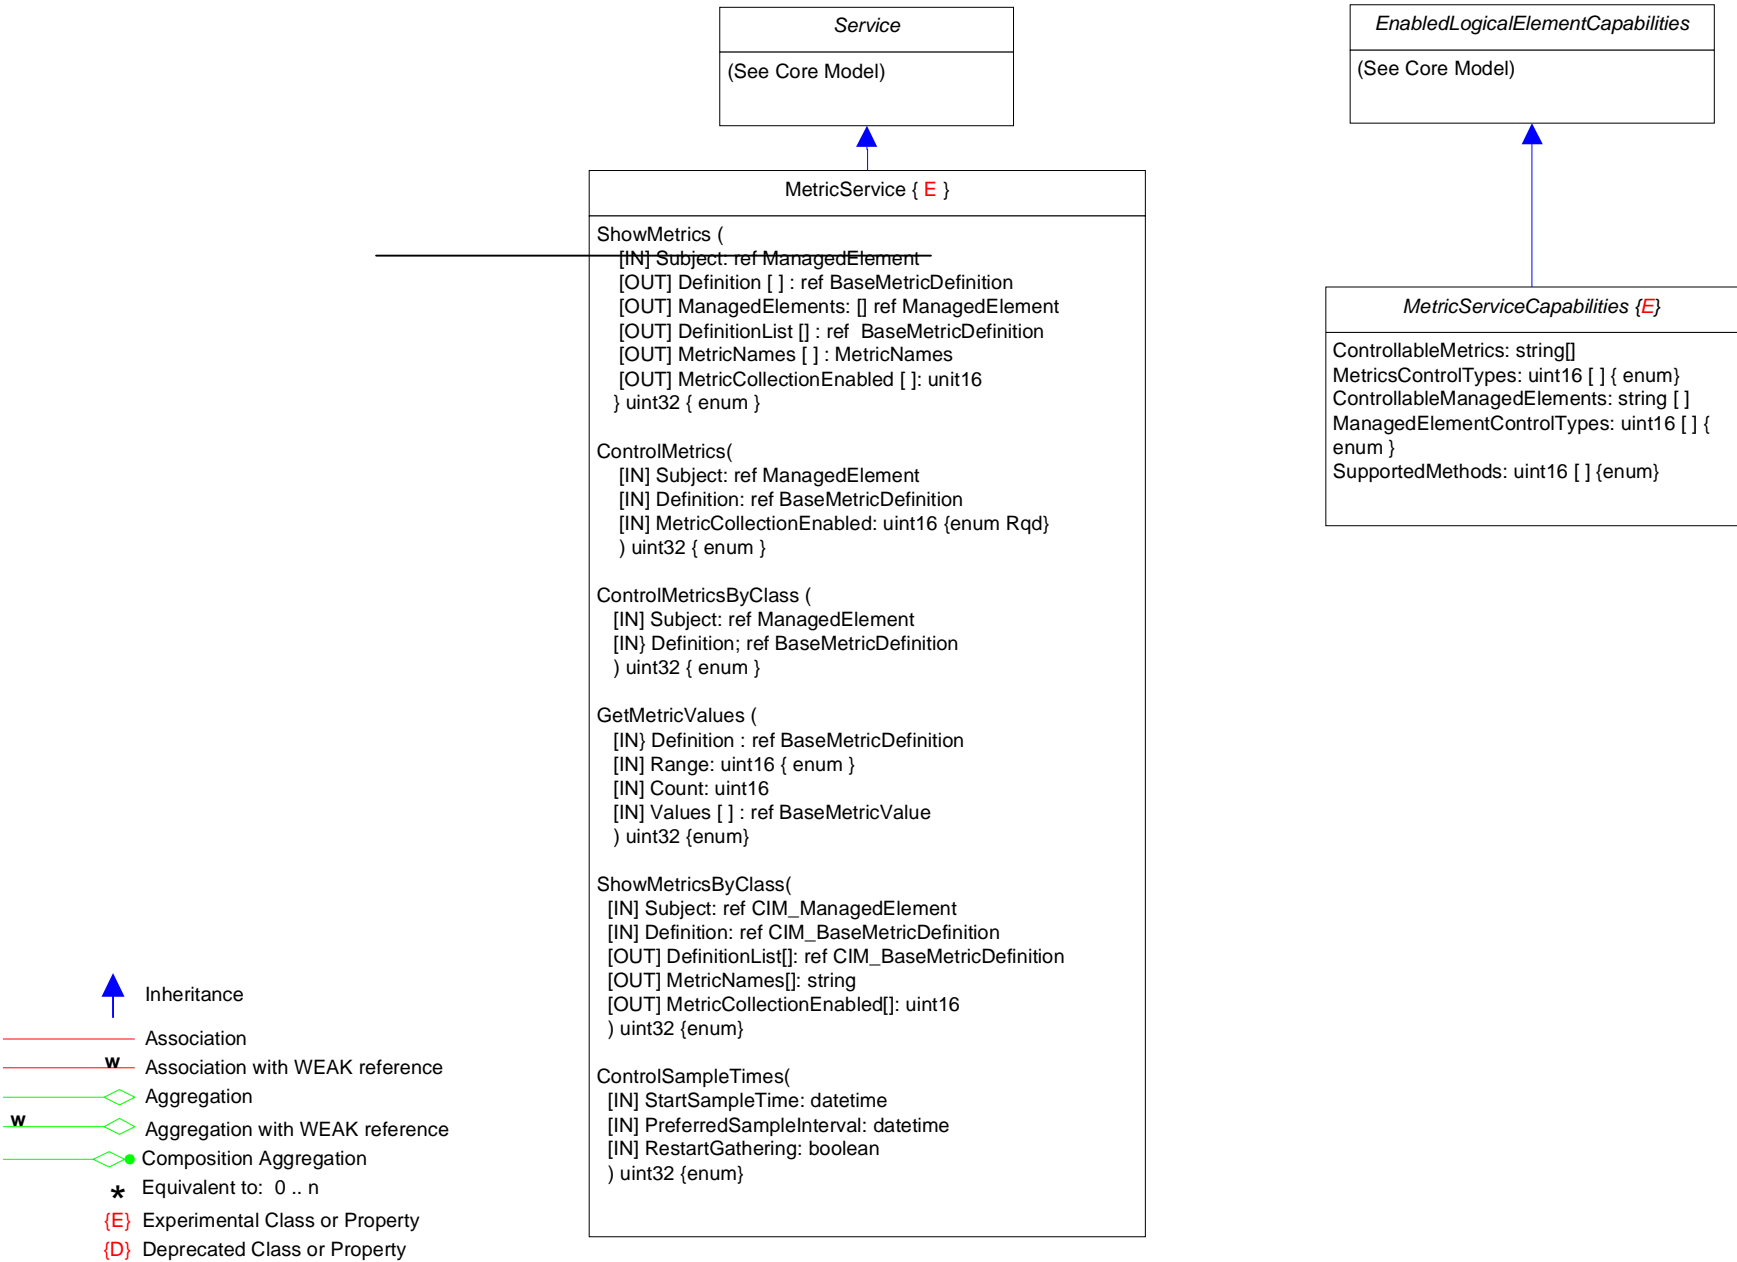 Service
(See Core Model)
EnabledLogicalElementCapabilities
(See Core Model)
MetricService { E }
ShowMetrics (
[IN] Subject: ref ManagedElement
[OUT] Definition [ ] : ref BaseMetricDefinition
[OUT] ManagedElements: [] ref ManagedElement
[OUT] DefinitionList [] : ref  BaseMetricDefinition
[OUT] MetricNames [ ] : MetricNames
[OUT] MetricCollectionEnabled [ ]: unit16
} uint32 { enum }
ControlMetrics(
[IN] Subject: ref ManagedElement
[IN] Definition: ref BaseMetricDefinition
[IN] MetricCollectionEnabled: uint16 {enum Rqd}
) uint32 { enum }
ControlMetricsByClass (
[IN] Subject: ref ManagedElement
[IN} Definition; ref BaseMetricDefinition
) uint32 { enum }
GetMetricValues (
[IN} Definition : ref BaseMetricDefinition
[IN] Range: uint16 { enum }
[IN] Count: uint16
[IN] Values [ ] : ref BaseMetricValue
) uint32 {enum}
ShowMetricsByClass(
[IN] Subject: ref CIM_ManagedElement
[IN] Definition: ref CIM_BaseMetricDefinition
[OUT] DefinitionList[]: ref CIM_BaseMetricDefinition
[OUT] MetricNames[]: string
[OUT] MetricCollectionEnabled[]: uint16
) uint32 {enum}
ControlSampleTimes(
[IN] StartSampleTime: datetime
[IN] PreferredSampleInterval: datetime
[IN] RestartGathering: boolean
) uint32 {enum}
MetricServiceCapabilities {E}
ControllableMetrics: string[]
MetricsControlTypes: uint16 [ ] { enum}
ControllableManagedElements: string [ ]
ManagedElementControlTypes: uint16 [ ] {
enum }
SupportedMethods: uint16 [ ] {enum}
Inheritance
Association
w Association with WEAK reference
Aggregation
w Aggregation with WEAK reference
Composition Aggregation
* Equivalent to:  0 .. n
{E} Experimental Class or Property
{D} Deprecated Class or Property